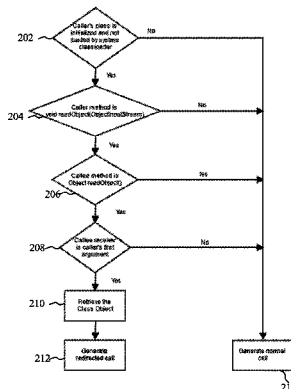 Caller's class is
initialized and not
loaded by system
classloader
No
202
Yes
Caller method is
void readObject(ObjectInputStream)
No
204
Yes
Callee method is
Object readObject()
No
206
Yes
Callee receiver
is caller's first
argument
No
208
Yes
210
Retrieve the
Class Object
212
Generate
redirected call
Generate normal
call